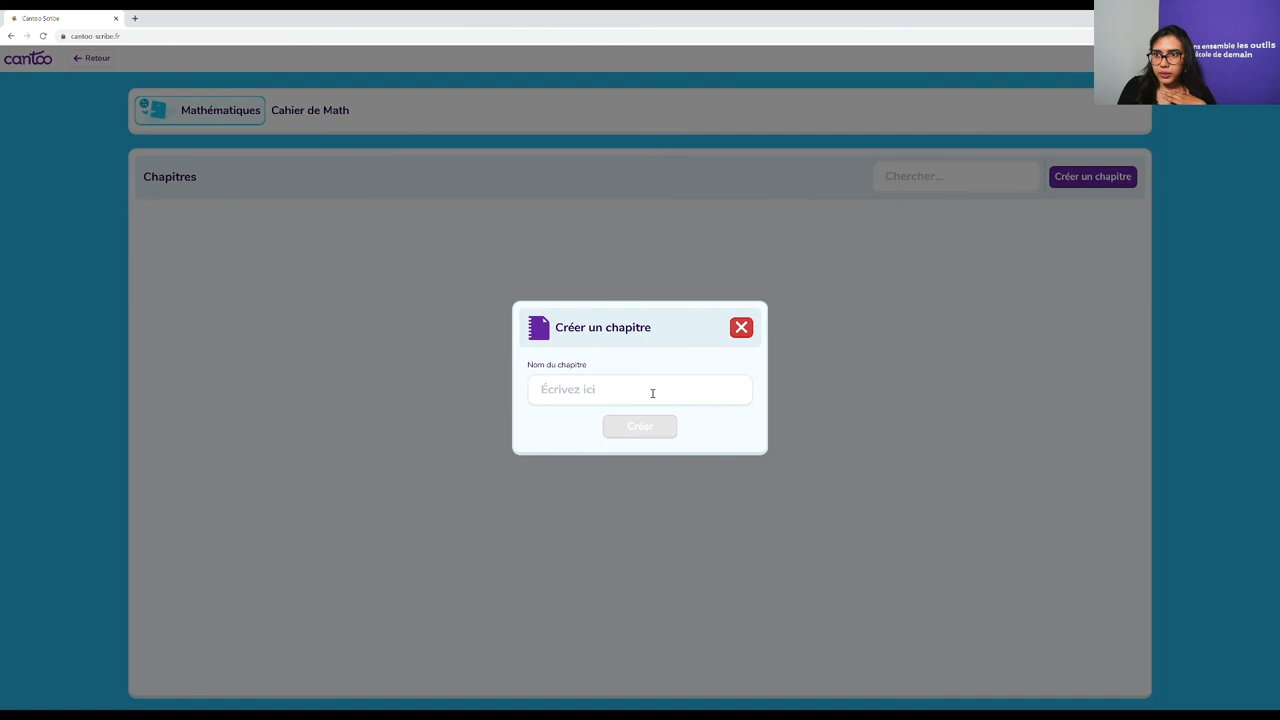 Cantoo Scribe
cantoo-scribe.fr
cantoo
Retour
ns ensemble les outils
école de demain
Mathématiques
Cahier de Math
Chapitres
Chercher...
Créer un chapitre
Créer un chapitre
Nom du chapitre
Écrivez ici
Créer